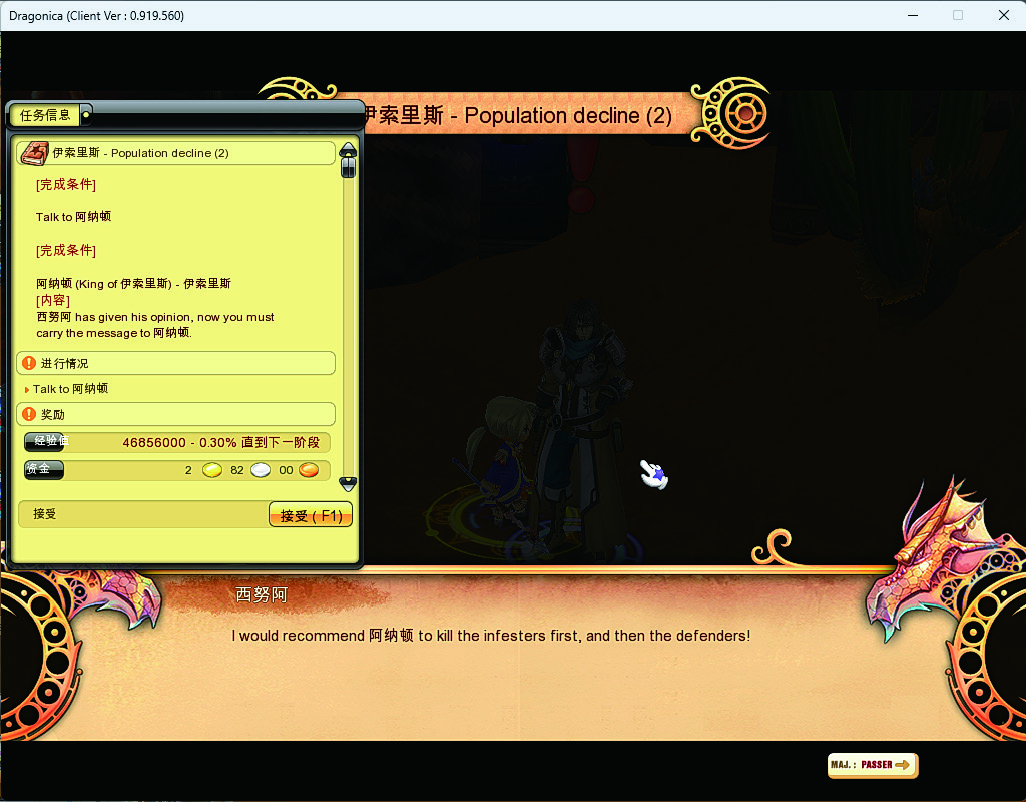 Dragonica (Client Ver : 0.919.560)
伊索里斯 - Population decline (2)
任务信息
伊索里斯 - Population decline (2)
[完成条件]
Talk to 阿纳顿
[完成条件]
阿纳顿 (King of 伊索里斯) - 伊索里斯
[内容]
西努阿 has given his opinion, now you must
carry the message to 阿纳顿.
进行情况
Talk to 阿纳顿
奖励
经验值 46856000 - 0.30% 直到下一阶段
资金 2 82 00
接受 接受 ( F1)
西努阿
I would recommend 阿纳顿 to kill the infesters first, and then the defenders!
MAJ. : PASSER